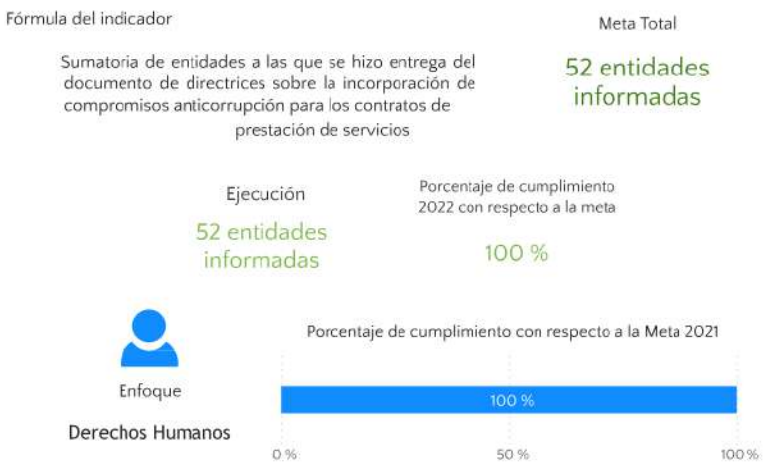 Fórmula del indicador
Meta Total
Sumatoria de entidades a las que se hizo entrega del
documento de directrices sobre la incorporación de
compromisos anticorrupción para los contratos de
prestación de servicios
52 entidades
informadas
Ejecución
52 entidades
informadas
Porcentaje de cumplimiento
2022 con respecto a la meta
100 %
Enfoque
Derechos Humanos
Porcentaje de cumplimiento con respecto a la Meta 2021
100 %
0 %
50 %
100 %